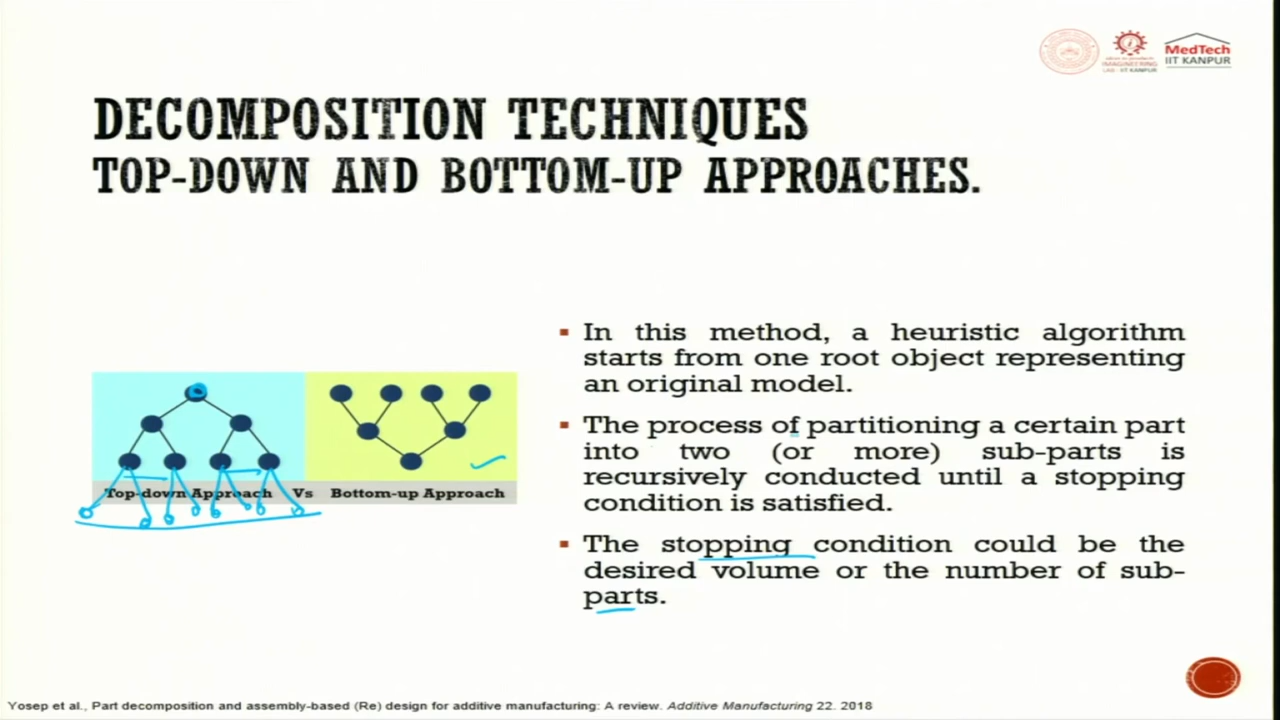 MedTech
IIT KANPUR
IMAGINEERING
LAB - IIT KANPUR
DECOMPOSITION TECHNIQUES
TOP-DOWN AND BOTTOM-UP APPROACHES.
In this method, a heuristic algorithm
starts from one root object representing
an original model.
The process of partitioning a certain part
into two (or more) sub-parts is
recursively conducted until a stopping
condition is satisfied.
The stopping condition could be the
desired volume or the number of sub-
parts.
Top-down Approach Vs Bottom-up Approach
Yosep et al., Part decomposition and assembly-based (Re) design for additive manufacturing: A review. Additive Manufacturing 22. 2018